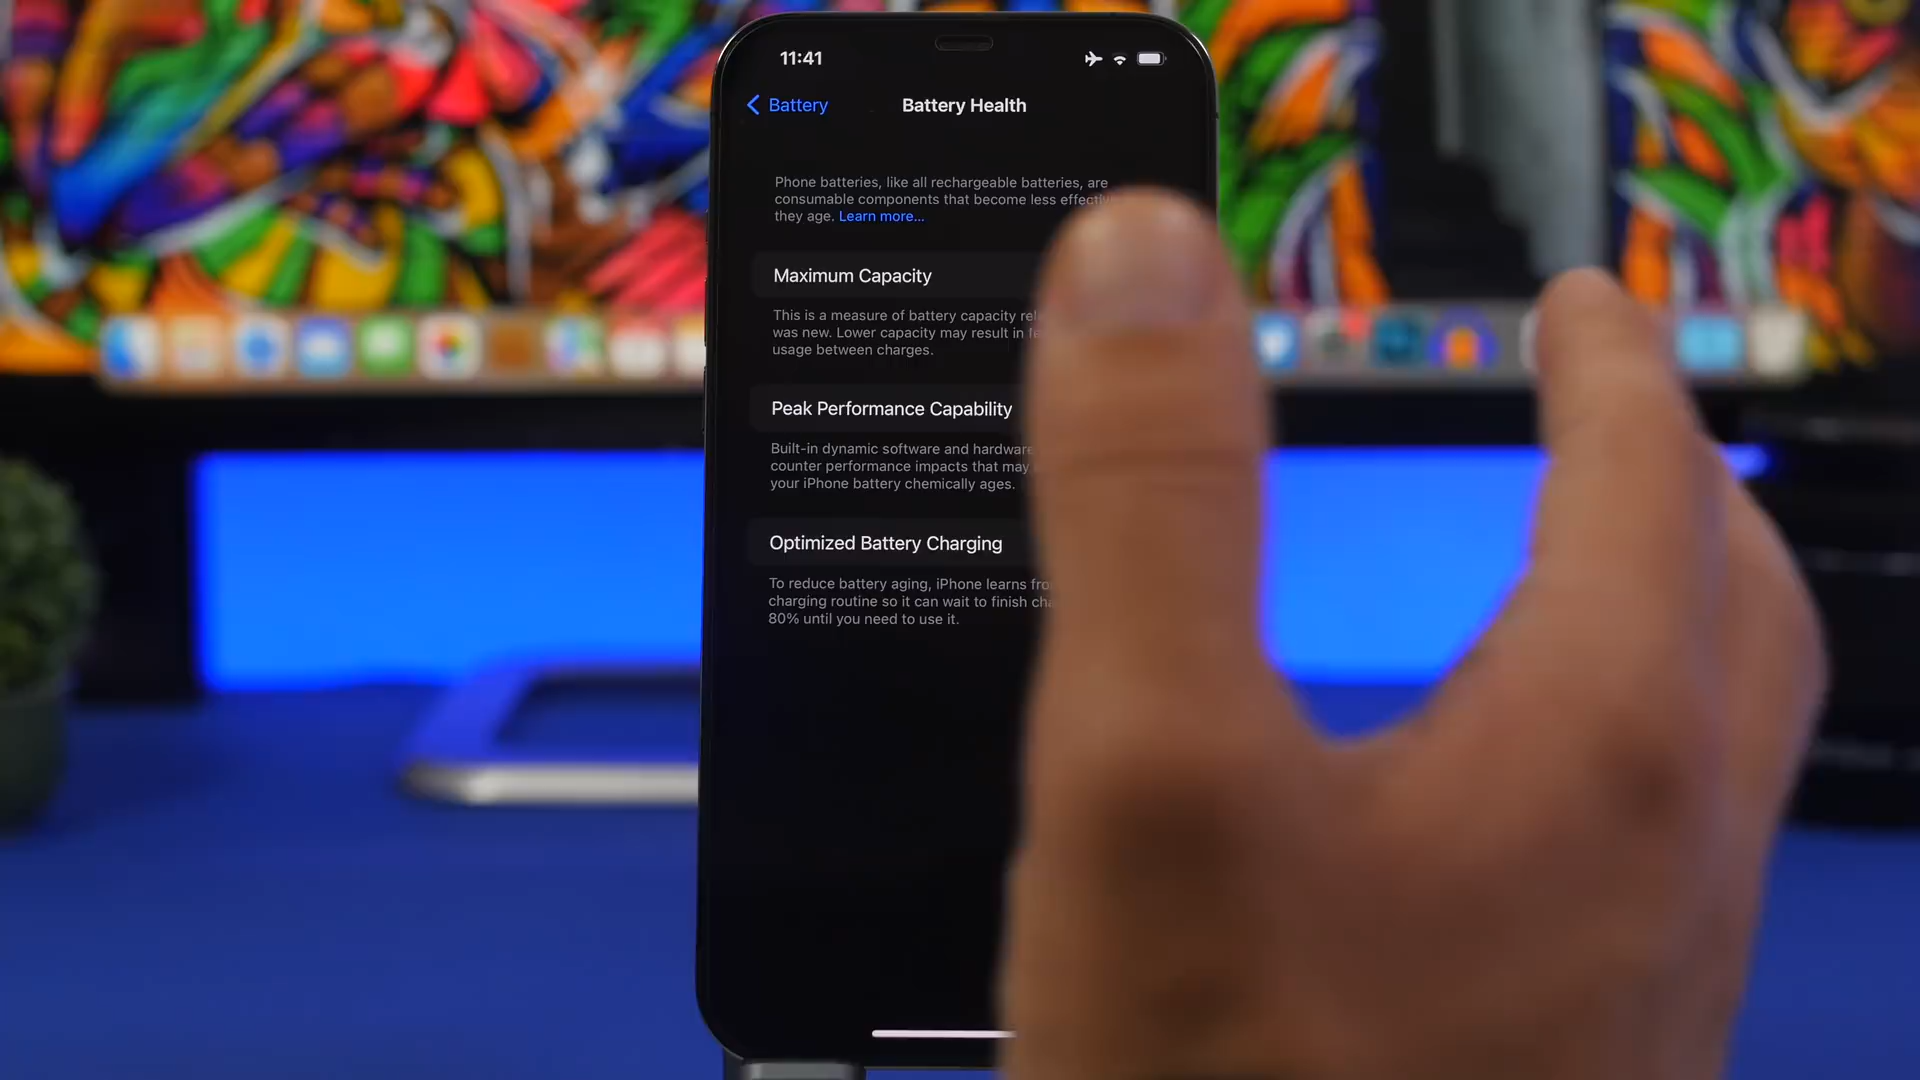 11:41
Battery
Battery Health
Phone batteries, like all rechargeable batteries, are
consumable components that become less
they age. Learn more...
Maximum Capacity
This is a measure of battery capacity
was new. Lower capacity may result in
usage between charges.
Peak Performance Capability
Built-in dynamic software and hardware
counter performance impacts that may
your iPhone battery chemically ages.
Optimized Battery Charging
To reduce battery aging, iPhone learns
charging routine so it can wait to finish
80% until you need to use it.